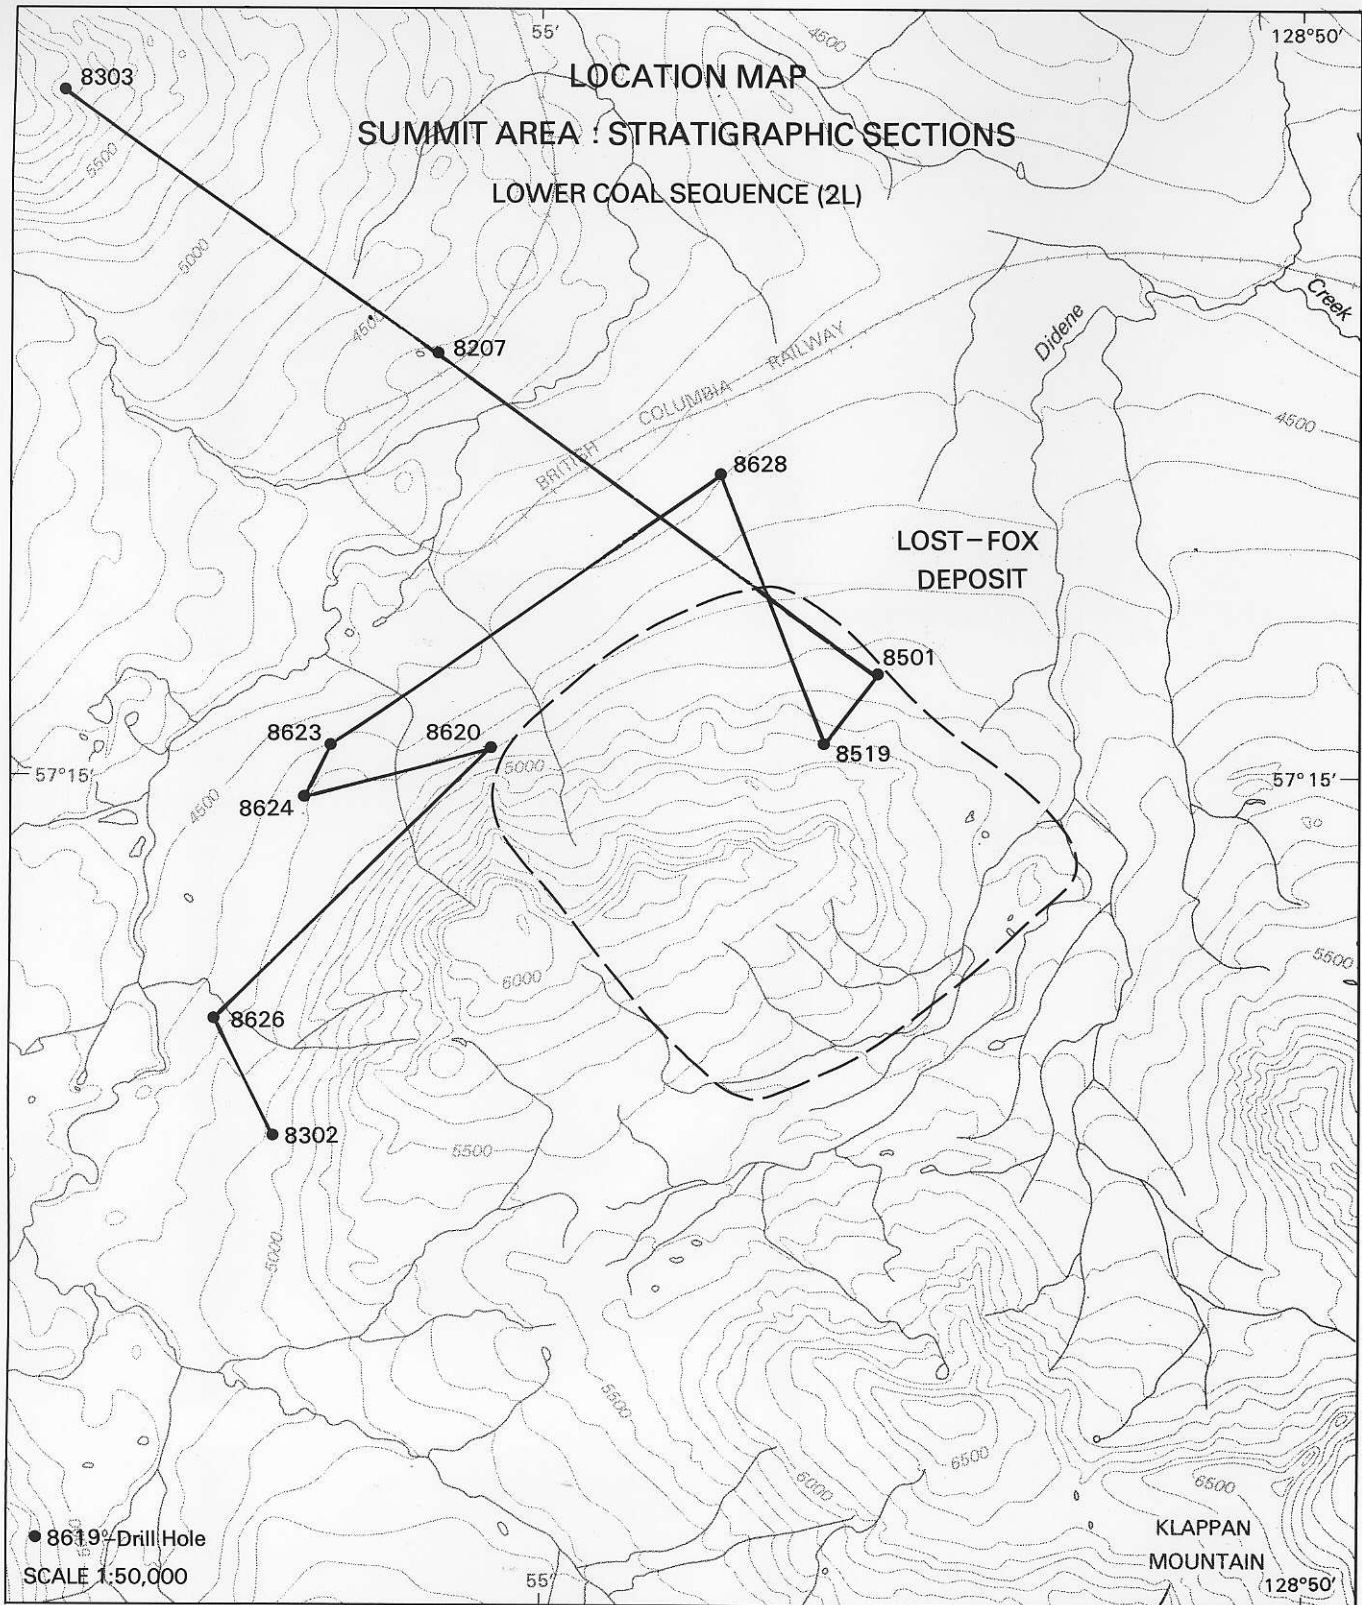 55′
4500
128°50′
8303
LOCATION MAP
SUMMIT AREA : STRATIGRAPHIC SECTIONS
5500
LOWER COAL SEQUENCE (2L)
5000
Creek
Didene
4500
8207
BRITISH COLUMBIA RAILWAY
4500
8628
LOST–FOX
DEPOSIT
8501
8623
8620
8519
5000
57°15′
57°15′
8624
4500
5500
6000
8626
8302
5500
5000
5500
6500
6000
6500
8619–Drill Hole
SCALE 1:50,000
KLAPPAN
MOUNTAIN
55′
128°50′